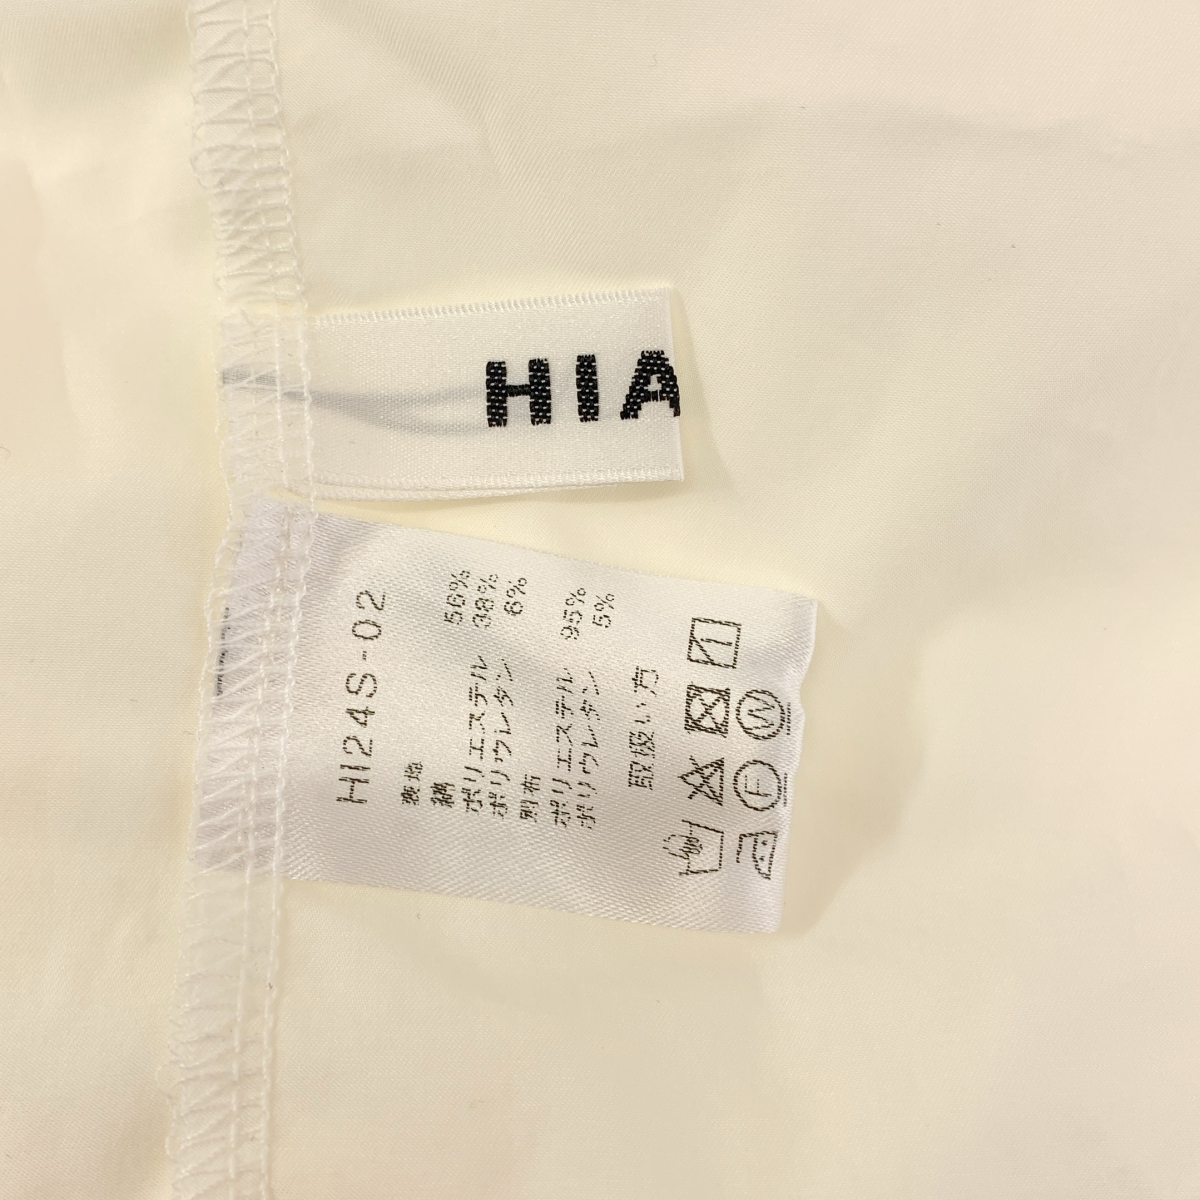 HIA
HI24S-02
表地
綿 56%
ポリエステル 38%
ポリウレタン 6%
別布
ポリエステル 95%
ポリウレタン 5%
取扱い方
W
F